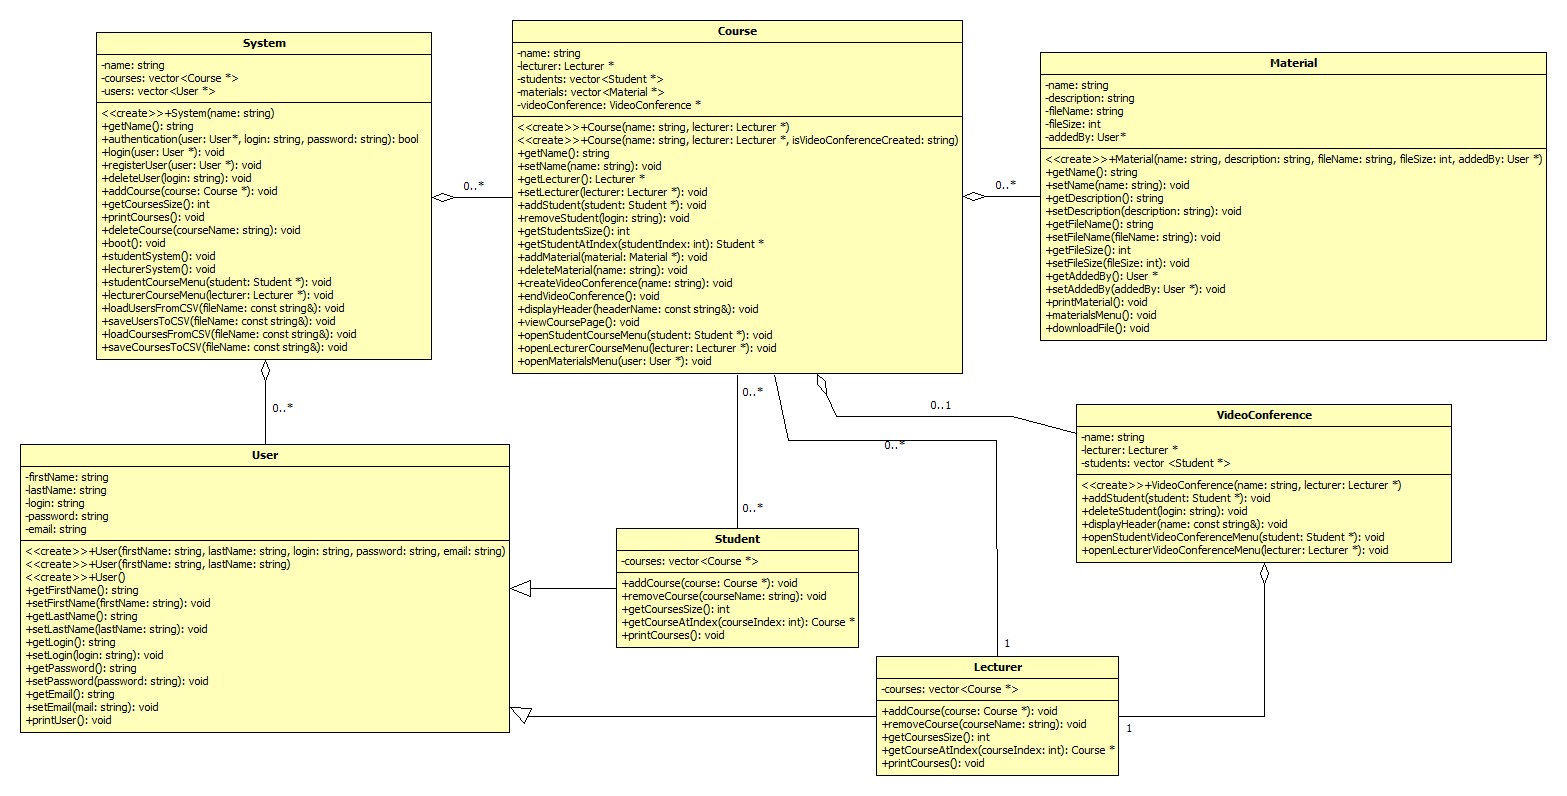 System
-name: string
-courses: vector<Course *>
-users: vector<User *>
<<create>>+System(name: string)
+getName(): string
+authentication(user: User*, login: string, password: string): bool
+login(user: User *): void
+registerUser(user: User *): void
+deleteUser(login: string): void
+addCourse(course: Course *): void
+getCoursesSize(): int
+printCourses(): void
+deleteCourse(courseName: string): void
+boot(): void
+studentSystem(): void
+lecturerSystem(): void
+studentCourseMenu(student: Student *): void
+lecturerCourseMenu(lecturer: Lecturer *): void
+loadUsersFromCSV(fileName: const string&): void
+saveUsersToCSV(fileName: const string&): void
+loadCoursesFromCSV(fileName: const string&): void
+saveCoursesToCSV(fileName: const string&): void
0..*
Course
-name: string
-lecturer: Lecturer *
-students: vector<Student *>
-materials: vector<Material *>
-videoConference: VideoConference *
<<create>>+Course(name: string, lecturer: Lecturer *)
<<create>>+Course(name: string, lecturer: Lecturer *, isVideoConferenceCreated: string)
+getName(): string
+setName(name: string): void
+getLecturer(): Lecturer *
+setLecturer(lecturer: Lecturer *): void
+addStudent(student: Student *): void
+removeStudent(login: string): void
+getStudentsSize(): int
+getStudentAtIndex(studentIndex: int): Student *
+addMaterial(material: Material *): void
+deleteMaterial(name: string): void
+createVideoConference(name: string): void
+endVideoConference(): void
+displayHeader(headerName: const string&): void
+viewCoursePage(): void
+openStudentCourseMenu(student: Student *): void
+openLecturerCourseMenu(lecturer: Lecturer *): void
+openMaterialsMenu(user: User *): void
0..*
Material
-name: string
-description: string
-fileName: string
-fileSize: int
-addedBy: User*
<<create>>+Material(name: string, description: string, fileName: string, fileSize: int, addedBy: User *)
+getName(): string
+setName(name: string): void
+getDescription(): string
+setDescription(description: string): void
+getFileName(): string
+setFileName(fileName: string): void
+getFileSize(): int
+setFileSize(fileSize: int): void
+getAddedBy(): User *
+setAddedBy(addedBy: User *): void
+printMaterial(): void
+materialsMenu(): void
+downloadFile(): void
0..*
0..*
0..1
0..*
0..*
User
-firstName: string
-lastName: string
-login: string
-password: string
-email: string
<<create>>+User(firstName: string, lastName: string, login: string, password: string, email: string)
<<create>>+User(firstName: string, lastName: string)
<<create>>+User()
+getFirstName(): string
+setFirstName(firstName: string): void
+getLastName(): string
+setLastName(lastName: string): void
+getLogin(): string
+setLogin(login: string): void
+getPassword(): string
+setPassword(password: string): void
+getEmail(): string
+setEmail(mail: string): void
+printUser(): void
Student
-courses: vector<Course *>
+addCourse(course: Course *): void
+removeCourse(courseName: string): void
+getCoursesSize(): int
+getCourseAtIndex(courseIndex: int): Course *
+printCourses(): void
VideoConference
-name: string
-lecturer: Lecturer *
-students: vector <Student *>
<<create>>+VideoConference(name: string, lecturer: Lecturer *)
+addStudent(student: Student *): void
+deleteStudent(login: string): void
+displayHeader(name: const string&): void
+openStudentVideoConferenceMenu(student: Student *): void
+openLecturerVideoConferenceMenu(lecturer: Lecturer *): void
1
Lecturer
-courses: vector<Course *>
+addCourse(course: Course *): void
+removeCourse(courseName: string): void
+getCoursesSize(): int
+getCourseAtIndex(courseIndex: int): Course *
+printCourses(): void
1